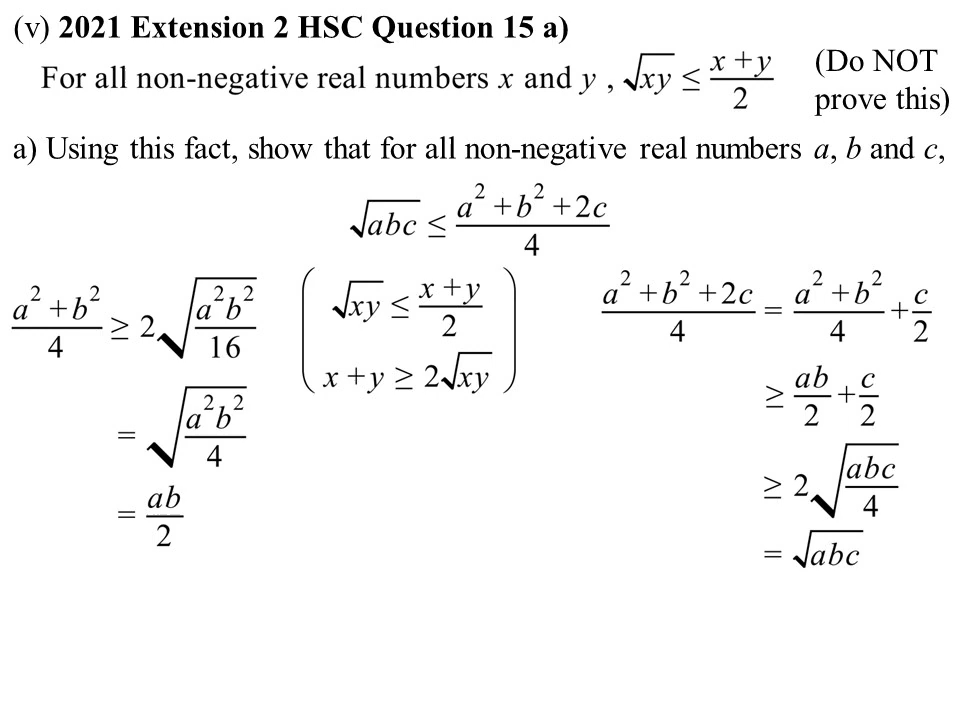 (v) 2021 Extension 2 HSC Question 15 a)
For all non-negative real numbers x and y , √xy ≤ (x + y)/2 (Do NOT prove this)
a) Using this fact, show that for all non-negative real numbers a, b and c,
√abc ≤ (a² + b² + 2c)/4
(a² + b²)/4 ≥ 2√(a²b²/16)
= √(a²b²/4)
= ab/2
( √xy ≤ (x + y)/2
x + y ≥ 2√xy )
(a² + b² + 2c)/4 = (a² + b²)/4 + c/2
≥ ab/2 + c/2
≥ 2√(abc/4)
= √abc